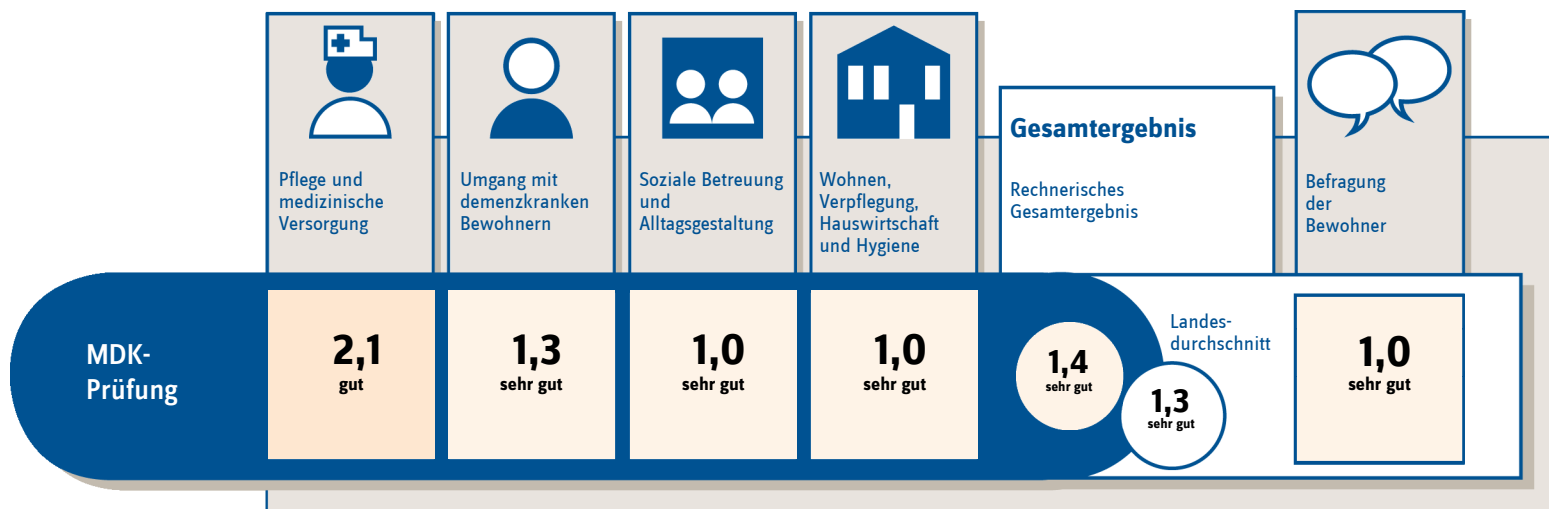 Pflege und
medizinische
Versorgung
Umgang mit
demenzkranken
Bewohnern
Soziale Betreuung
und
Alltagsgestaltung
Wohnen,
Verpflegung,
Hauswirtschaft
und Hygiene
Gesamtergebnis
Rechnerisches
Gesamtergebnis
Befragung
der
Bewohner
MDK-
Prüfung
2,1
gut
1,3
sehr gut
1,0
sehr gut
1,0
sehr gut
1,4
sehr gut
Landes-
durchschnitt
1,3
sehr gut
1,0
sehr gut